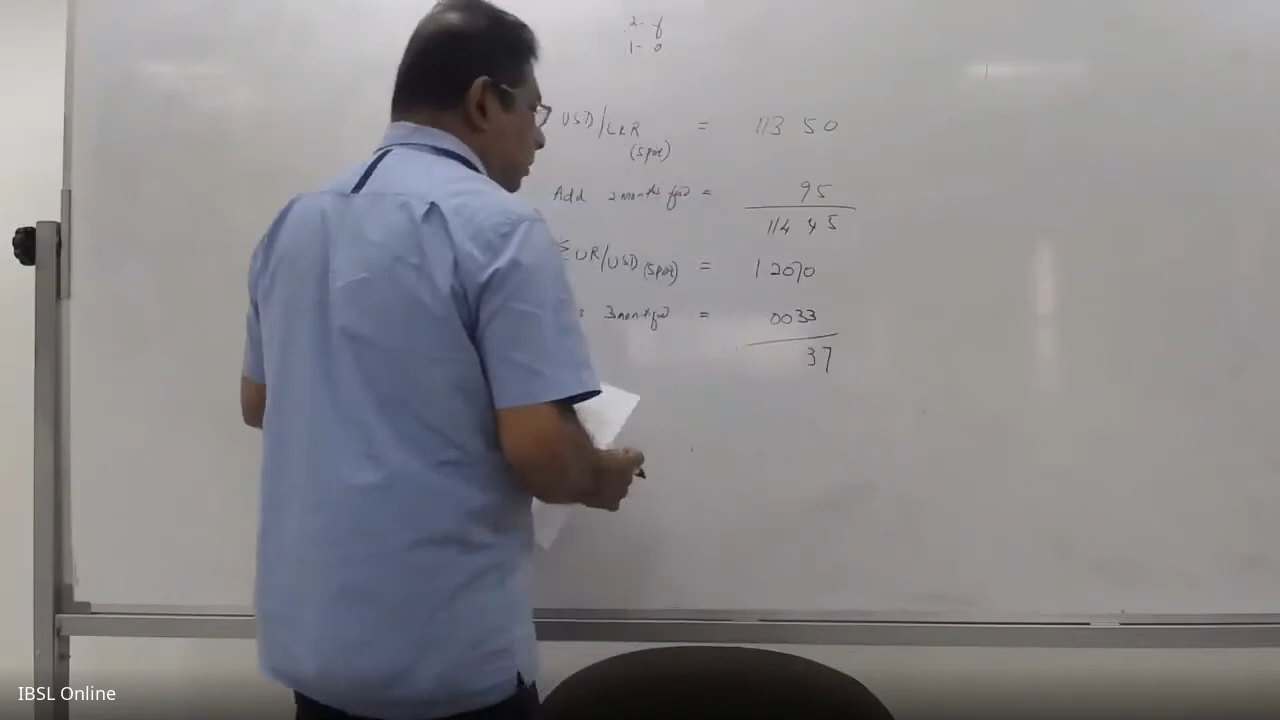 2- f
1- 0
USD/LKR = 113 50
(Spot)
Add 2 months fwd = 95
114 45
EUR/USD (Spot) = 1 2070
3 months fwd = 0033
37
IBSL Online